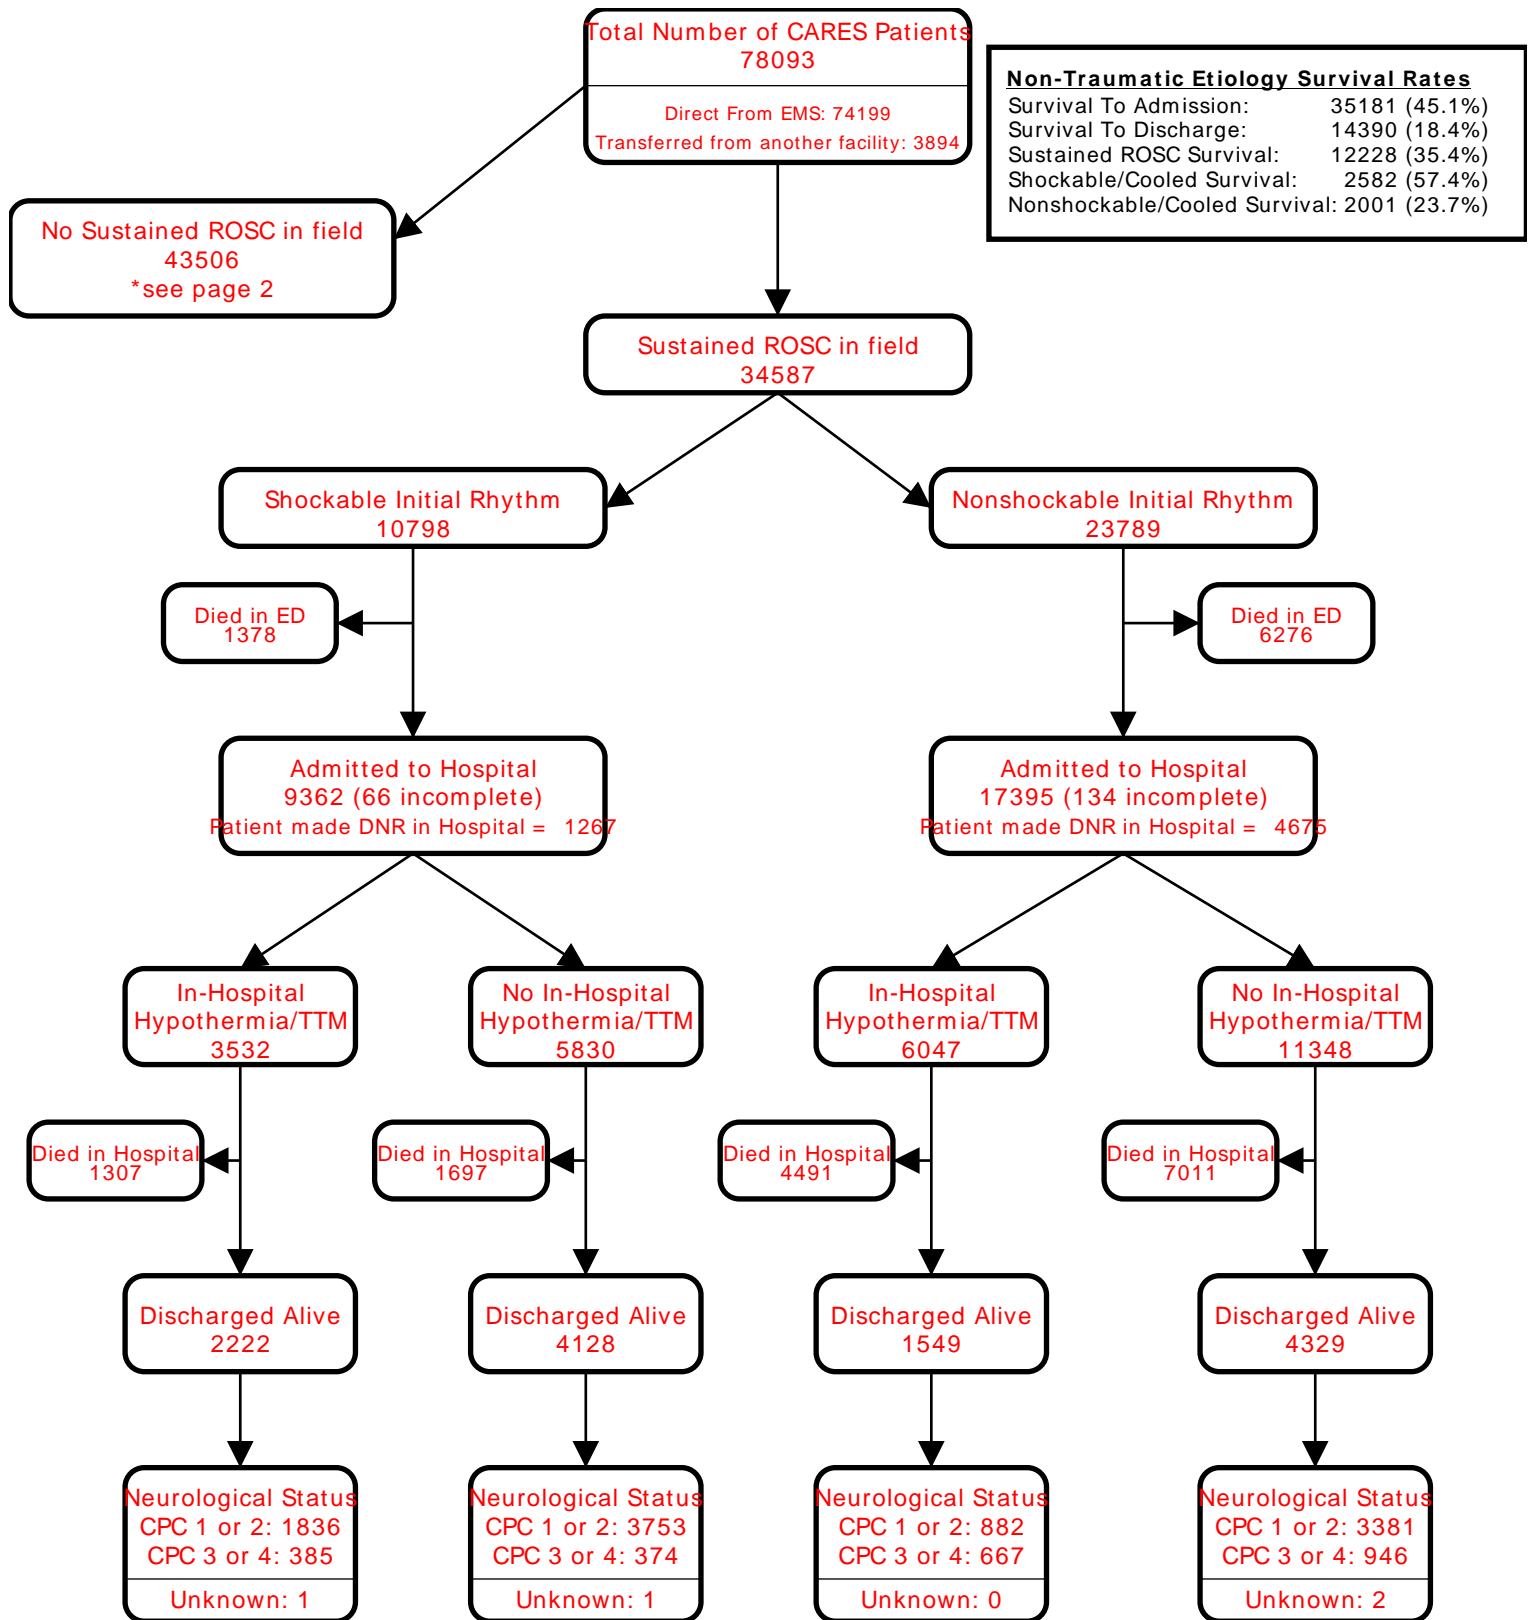 Total Number of CARES Patients
78093
Direct From EMS: 74199
Transferred from another facility: 3894
Non-Traumatic Etiology Survival Rates
Survival To Admission: 35181 (45.1%)
Survival To Discharge: 14390 (18.4%)
Sustained ROSC Survival: 12228 (35.4%)
Shockable/Cooled Survival: 2582 (57.4%)
Nonshockable/Cooled Survival: 2001 (23.7%)
No Sustained ROSC in field
43506
*see page 2
Sustained ROSC in field
34587
Shockable Initial Rhythm
10798
Nonshockable Initial Rhythm
23789
Died in ED
1378
Died in ED
6276
Admitted to Hospital
9362 (66 incomplete)
Patient made DNR in Hospital = 1267
Admitted to Hospital
17395 (134 incomplete)
Patient made DNR in Hospital = 4675
In-Hospital
Hypothermia/TTM
3532
No In-Hospital
Hypothermia/TTM
5830
In-Hospital
Hypothermia/TTM
6047
No In-Hospital
Hypothermia/TTM
11348
Died in Hospital
1307
Died in Hospital
1697
Died in Hospital
4491
Died in Hospital
7011
Discharged Alive
2222
Discharged Alive
4128
Discharged Alive
1549
Discharged Alive
4329
Neurological Status
CPC 1 or 2: 1836
CPC 3 or 4: 385
Unknown: 1
Neurological Status
CPC 1 or 2: 3753
CPC 3 or 4: 374
Unknown: 1
Neurological Status
CPC 1 or 2: 882
CPC 3 or 4: 667
Unknown: 0
Neurological Status
CPC 1 or 2: 3381
CPC 3 or 4: 946
Unknown: 2